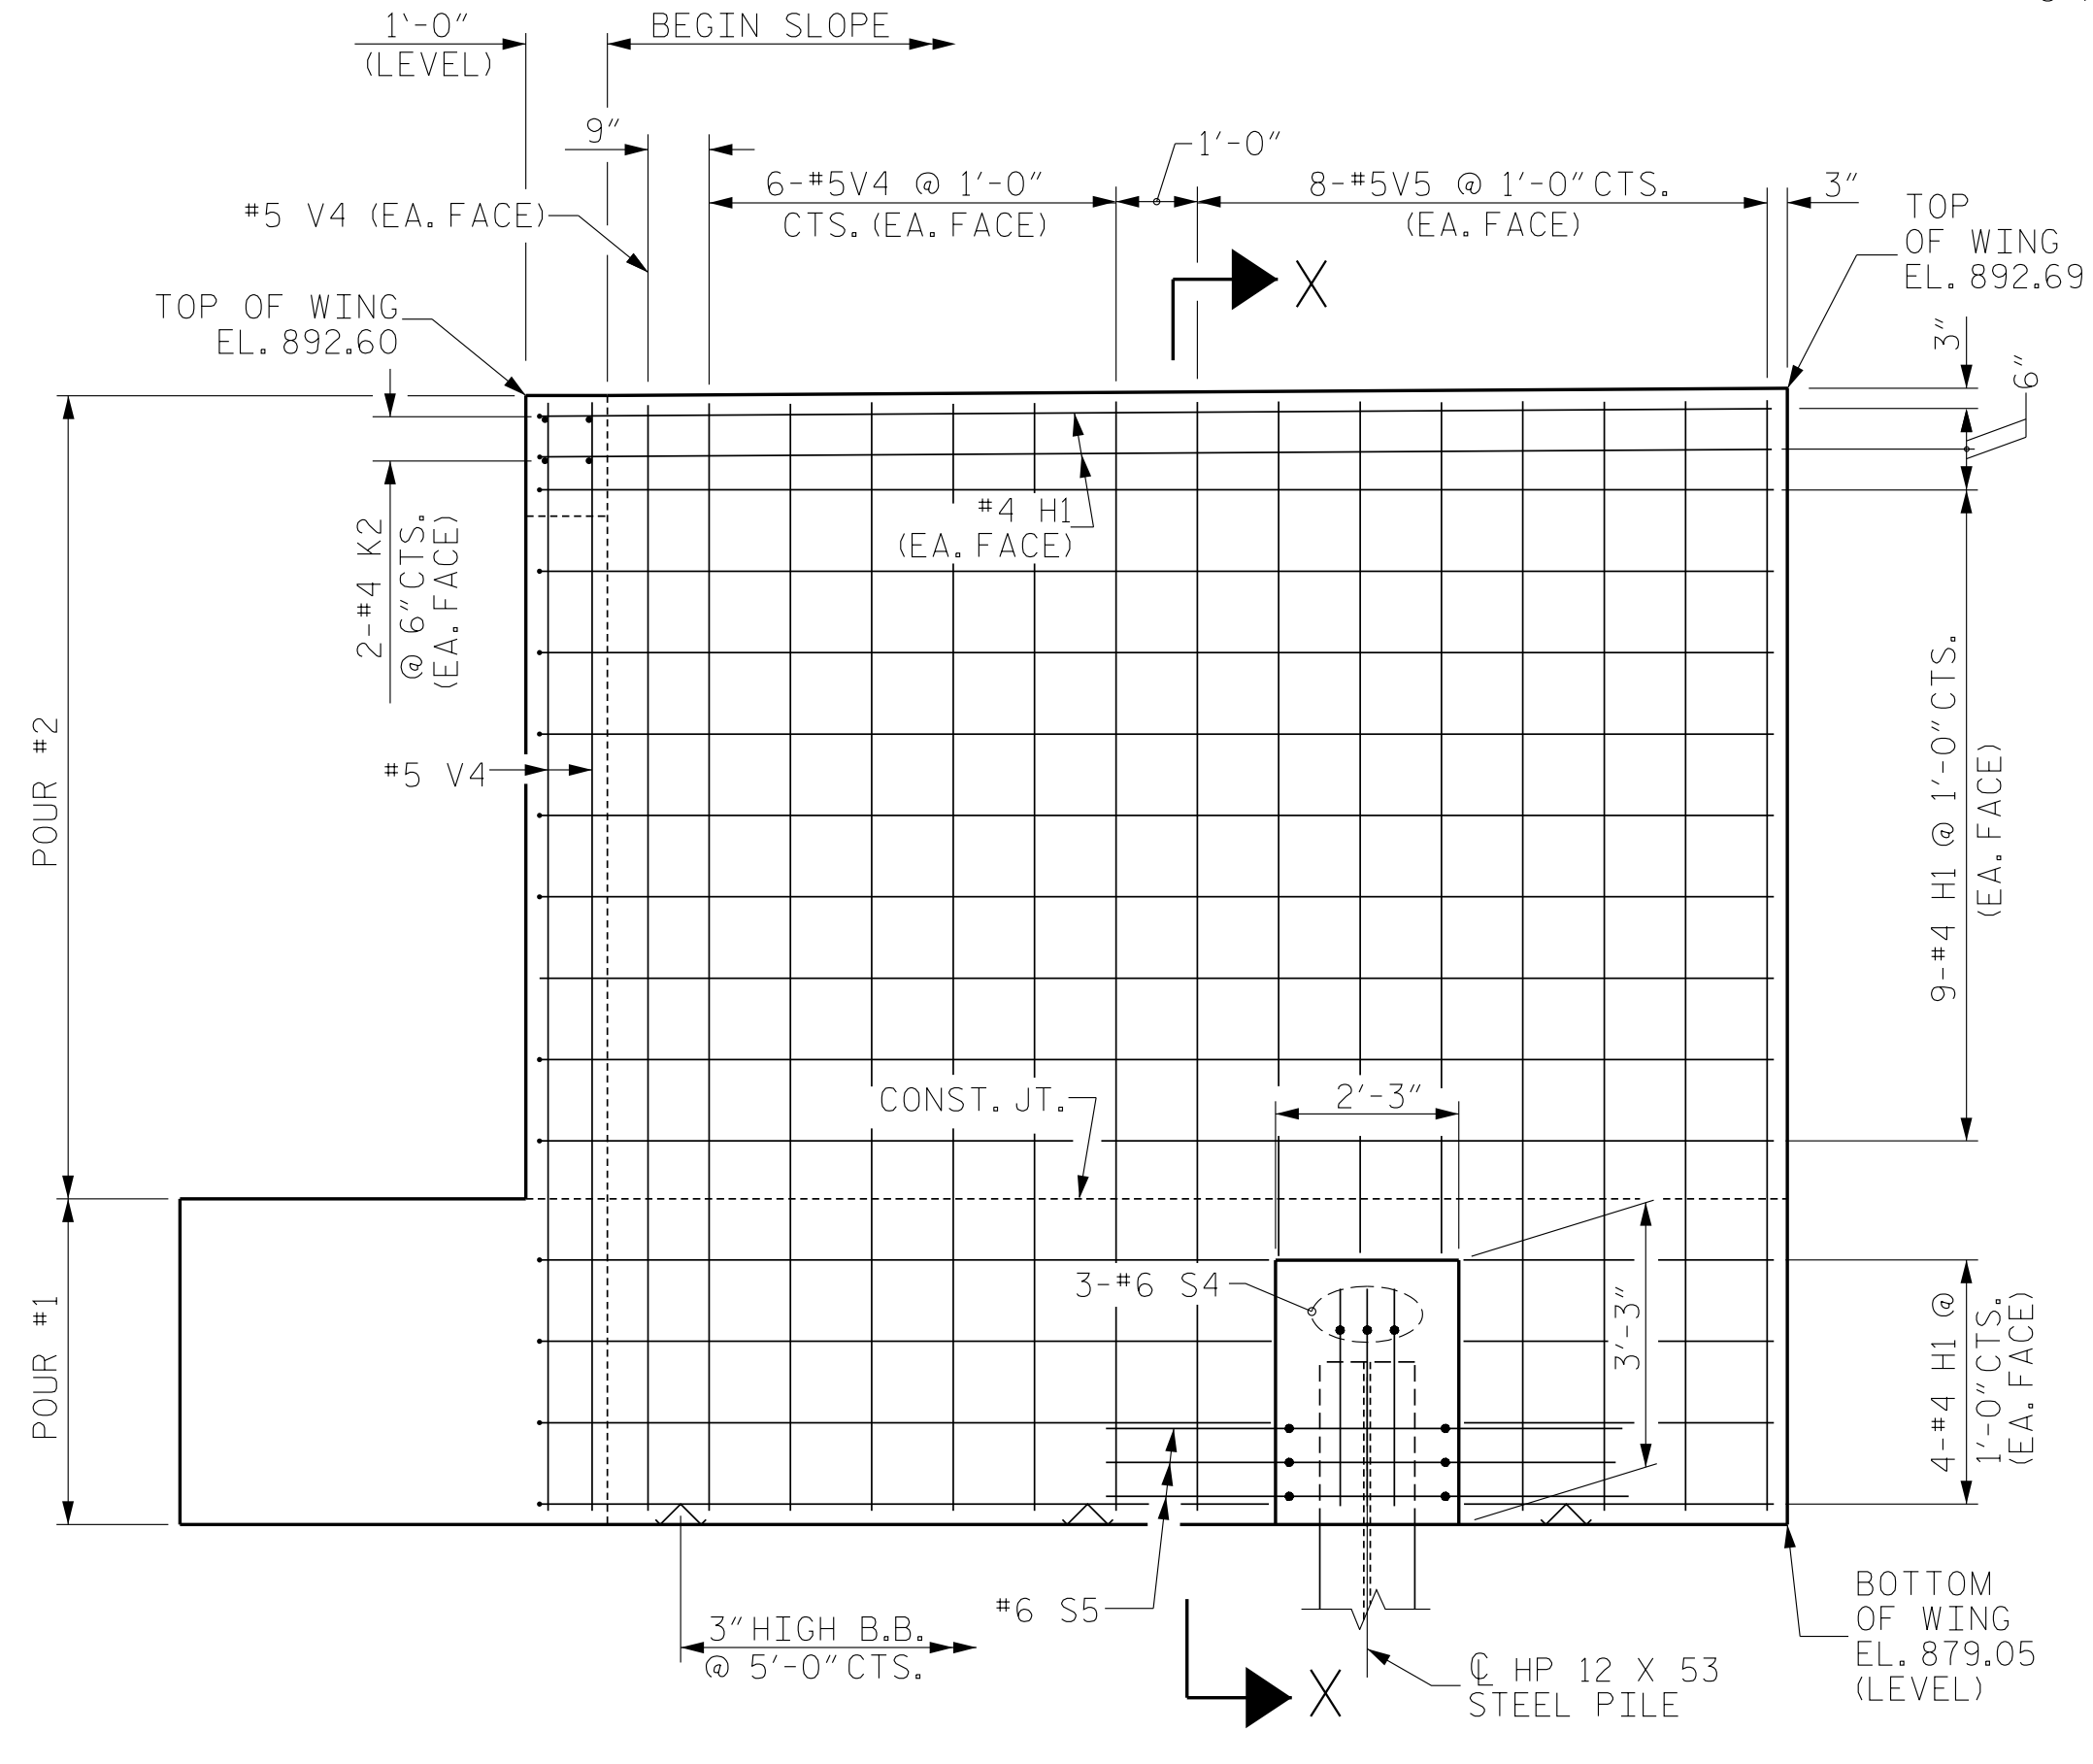 1'-0"
(LEVEL)
BEGIN SLOPE
9"
6-#5V4 @ 1'-0"
CTS. (EA. FACE)
1'-0"
8-#5V5 @ 1'-0" CTS.
(EA. FACE)
3"
#5 V4 (EA. FACE)
TOP
OF WING
EL. 892.69
X
TOP OF WING
EL. 892.60
3"
6"
#4 H1
(EA. FACE)
2-#4 K2
@ 6" CTS.
(EA. FACE)
POUR #2
#5 V4
9-#4 H1 @ 1'-0" CTS.
(EA. FACE)
CONST. JT.
2'-3"
3-#6 S4
3'-3"
POUR #1
4-#4 H1 @
1'-0" CTS.
(EA. FACE)
#6 S5
3" HIGH B.B.
@ 5'-0" CTS.
X
℄ HP 12 X 53
STEEL PILE
BOTTOM
OF WING
EL. 879.05
(LEVEL)